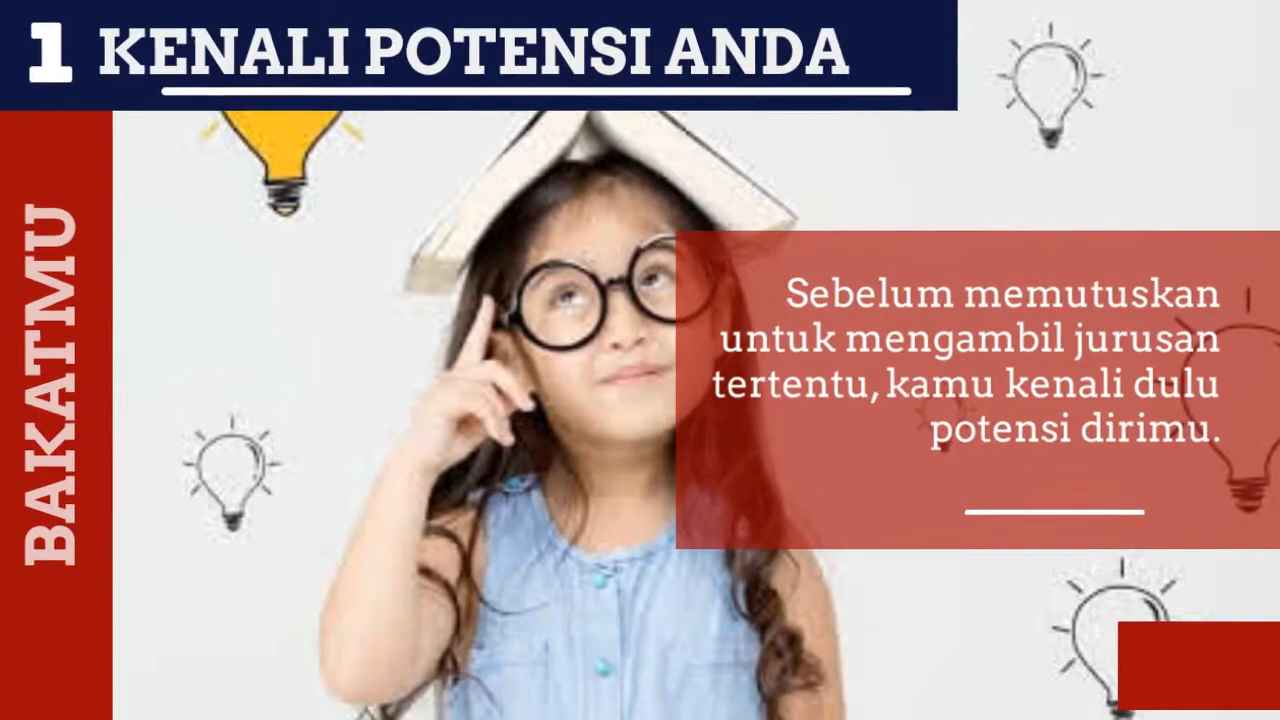 1 KENALI POTENSI ANDA
BAKATMU
Sebelum memutuskan
untuk mengambil jurusan
tertentu, kamu kenali dulu
potensi dirimu.